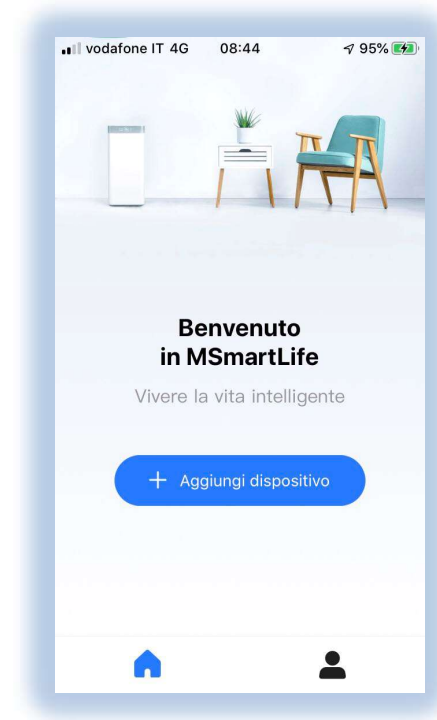 vodafone IT 4G 08:44 95%
Benvenuto
in MSmartLife
Vivere la vita intelligente
+ Aggiungi dispositivo